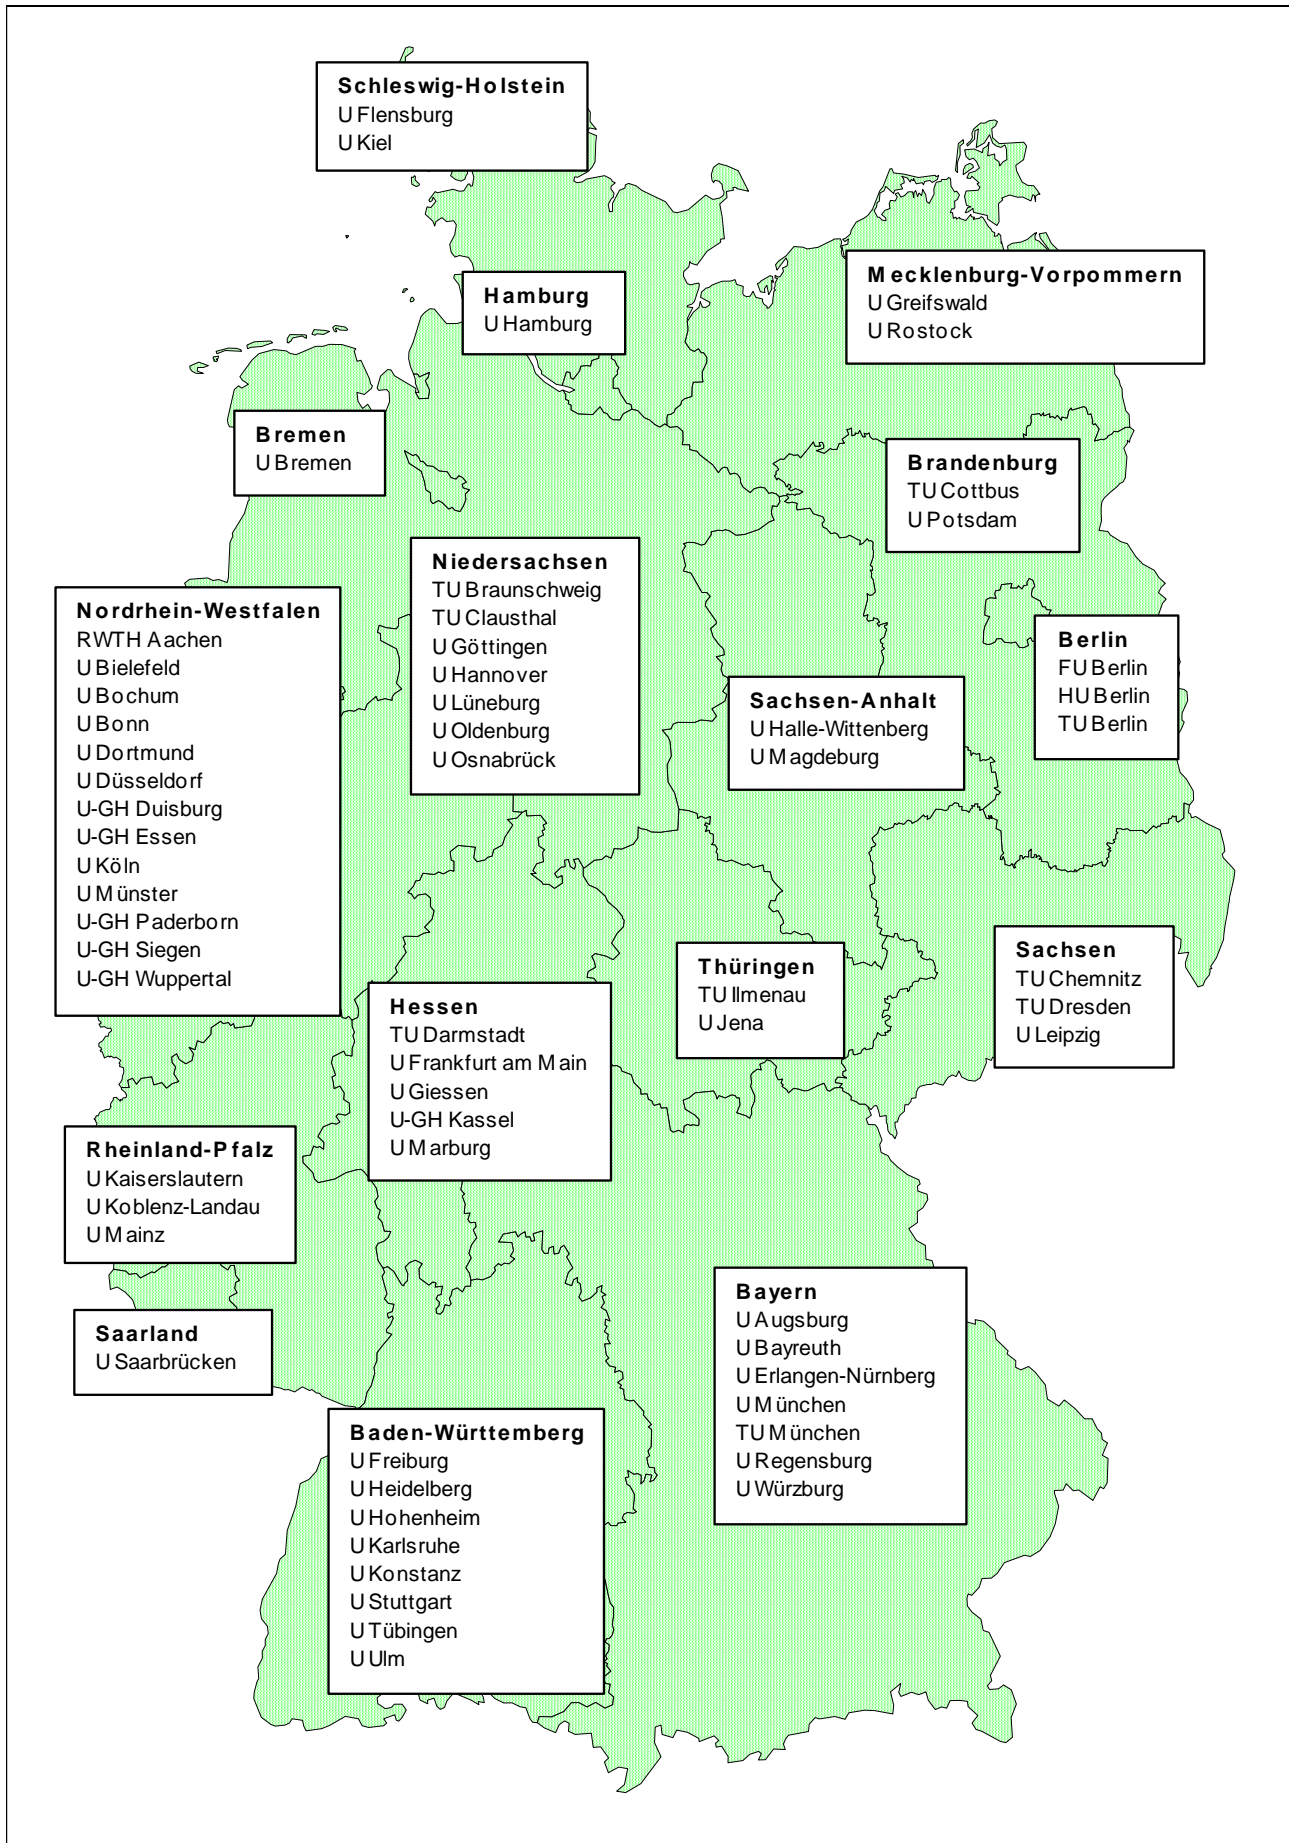 Schleswig-Holstein
U Flensburg
U Kiel
Hamburg
U Hamburg
Mecklenburg-Vorpommern
U Greifswald
U Rostock
Bremen
U Bremen
Brandenburg
TU Cottbus
U Potsdam
Niedersachsen
TU Braunschweig
TU Clausthal
U Göttingen
U Hannover
U Lüneburg
U Oldenburg
U Osnabrück
Nordrhein-Westfalen
RWTH Aachen
U Bielefeld
U Bochum
U Bonn
U Dortmund
U Düsseldorf
U-GH Duisburg
U-GH Essen
U Köln
U Münster
U-GH Paderborn
U-GH Siegen
U-GH Wuppertal
Berlin
FU Berlin
HU Berlin
TU Berlin
Sachsen-Anhalt
U Halle-Wittenberg
U Magdeburg
Sachsen
TU Chemnitz
TU Dresden
U Leipzig
Thüringen
TU Ilmenau
U Jena
Hessen
TU Darmstadt
U Frankfurt am Main
U Giessen
U-GH Kassel
U Marburg
Rheinland-Pfalz
U Kaiserslautern
U Koblenz-Landau
U Mainz
Saarland
U Saarbrücken
Bayern
U Augsburg
U Bayreuth
U Erlangen-Nürnberg
U München
TU München
U Regensburg
U Würzburg
Baden-Württemberg
U Freiburg
U Heidelberg
U Hohenheim
U Karlsruhe
U Konstanz
U Stuttgart
U Tübingen
U Ulm